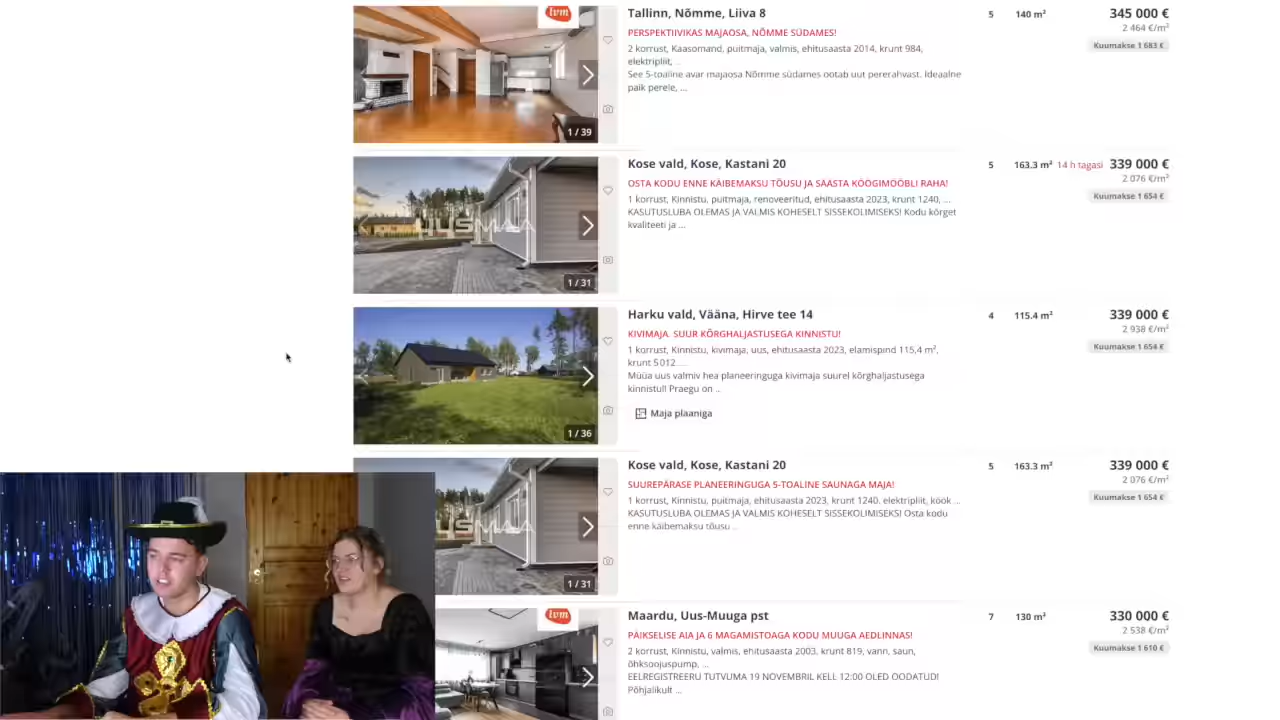 lvm
1 / 39
Tallinn, Nõmme, Liiva 8
PERSPEKTIIVIKAS MAJAOSA, NÕMME SÜDAMES!
2 korrust, Kaasomand, puitmaja, valmis, ehitusaasta 2014, krunt 984,
elektripliit, ...
See 5-toaline avar majaosa Nõmme südames ootab uut pererahvast. Ideaalne
paik perele, ...
5
140 m²
345 000 €
2 464 €/m²
Kuumakse 1 683 €
UUSMAA
1 / 31
Kose vald, Kose, Kastani 20
OSTA KODU ENNE KÄIBEMAKSU TÕUSU JA SÄÄSTA KÖÖGIMÖÖBLI RAHA!
1 korrust, Kinnistu, puitmaja, renoveeritud, ehitusaasta 2023, krunt 1240, ...
KASUTUSLUBA OLEMAS JA VALMIS KOHESELT SISSEKOLIMISEKS! Kodu kõrget
kvaliteeti ja ...
5
163.3 m²
14 h tagasi
339 000 €
2 076 €/m²
Kuumakse 1 654 €
1 / 36
Harku vald, Vääna, Hirve tee 14
KIVIMAJA. SUUR KÕRGHALJASTUSEGA KINNISTU!
1 korrust, Kinnistu, kivimaja, uus, ehitusaasta 2023, elamispind 115,4 m²,
krunt 5012...
Müüa uus valmiv hea planeeringuga kivimaja suurel kõrghaljastusega
kinnistul! Praegu on ...
Maja plaaniga
4
115.4 m²
339 000 €
2 938 €/m²
Kuumakse 1 654 €
USMAA
1 / 31
Kose vald, Kose, Kastani 20
SUUREPÄRASE PLANEERINGUGA 5-TOALINE SAUNAGA MAJA!
1 korrust, Kinnistu, puitmaja, ehitusaasta 2023, krunt 1240, elektripliit, köök ...
KASUTUSLUBA OLEMAS JA VALMIS KOHESELT SISSEKOLIMISEKS! Osta kodu
enne käibemaksu tõusu ...
5
163.3 m²
339 000 €
2 076 €/m²
Kuumakse 1 654 €
lvm
Maardu, Uus-Muuga pst
PÄIKSELISE AIA JA 6 MAGAMISTOAGA KODU MUUGA AEDLINNAS!
2 korrust, Kinnistu, valmis, ehitusaasta 2003, krunt 819, vann, saun,
õhksoojuspump, ...
EELREGISTREERU TUTVUMA 19 NOVEMBRIL KELL 12:00 OLED OODATUD!
Põhjalikult ...
7
130 m²
330 000 €
2 538 €/m²
Kuumakse 1 610 €